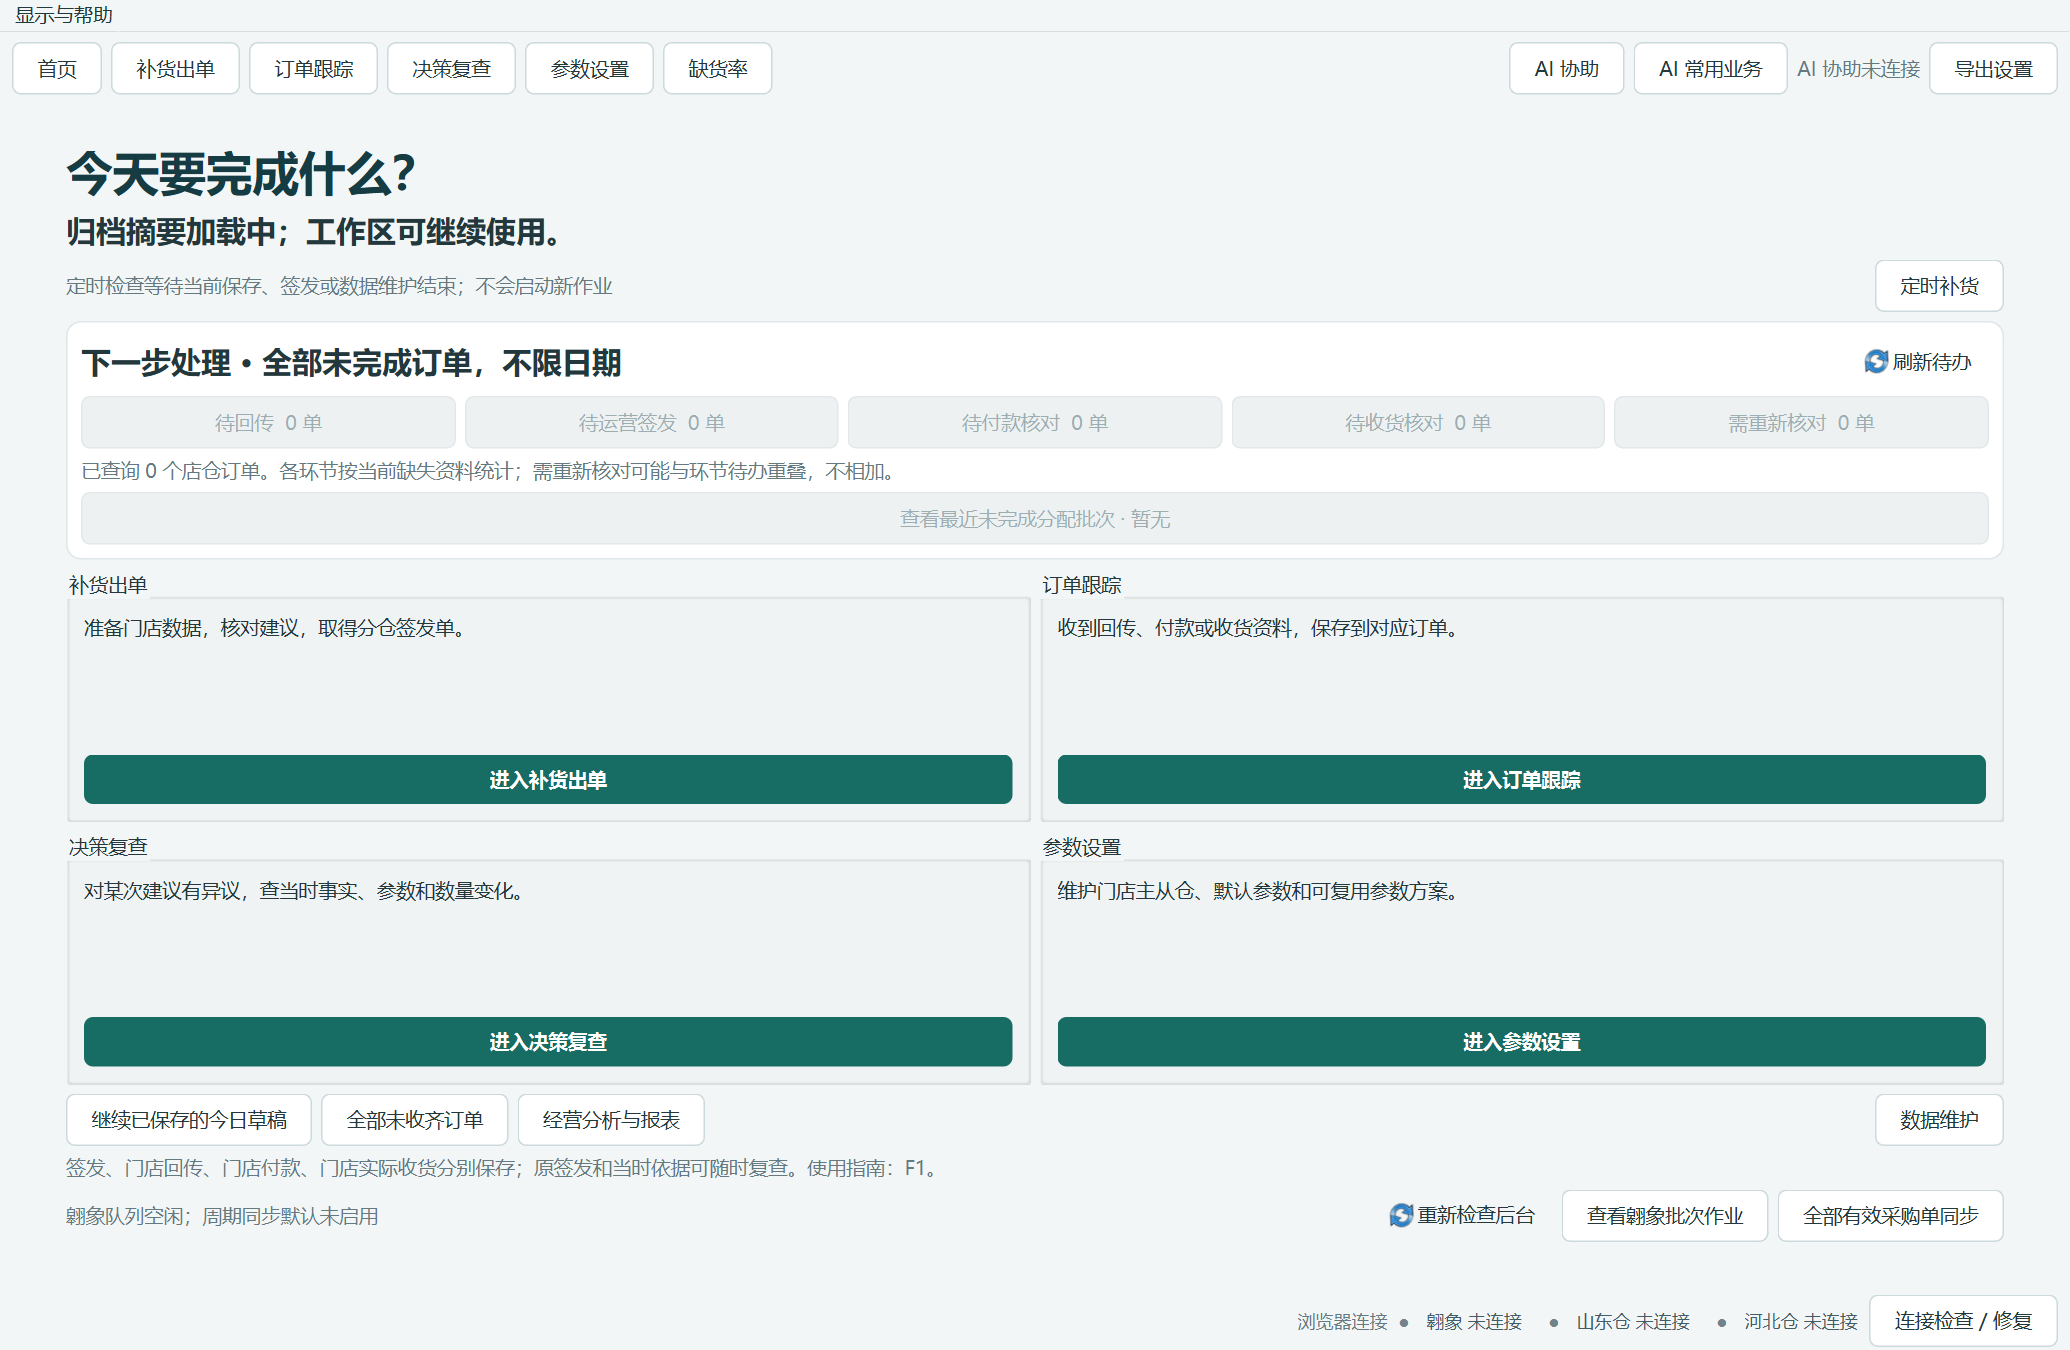 显示与帮助
首页 补货出单 订单跟踪 决策复查 参数设置 缺货率 AI 协助 AI 常用业务 AI 协助未连接 导出设置
今天要完成什么？
归档摘要加载中；工作区可继续使用。
定时检查等待当前保存、签发或数据维护结束；不会启动新作业 定时补货
下一步处理 · 全部未完成订单，不限日期 刷新待办
待回传 0 单 待运营签发 0 单 待付款核对 0 单 待收货核对 0 单 需重新核对 0 单
已查询 0 个店仓订单。各环节按当前缺失资料统计；需重新核对可能与环节待办重叠，不相加。
查看最近未完成分配批次 · 暂无
补货出单 订单跟踪
准备门店数据，核对建议，取得分仓签发单。 收到回传、付款或收货资料，保存到对应订单。
进入补货出单 进入订单跟踪
决策复查 参数设置
对某次建议有异议，查当时事实、参数和数量变化。 维护门店主从仓、默认参数和可复用参数方案。
进入决策复查 进入参数设置
继续已保存的今日草稿 全部未收齐订单 经营分析与报表 数据维护
签发、门店回传、门店付款、门店实际收货分别保存；原签发和当时依据可随时复查。使用指南：F1。
翱象队列空闲；周期同步默认未启用 重新检查后台 查看翱象批次作业 全部有效采购单同步
浏览器连接 ● 翱象 未连接 ● 山东仓 未连接 ● 河北仓 未连接 连接检查 / 修复